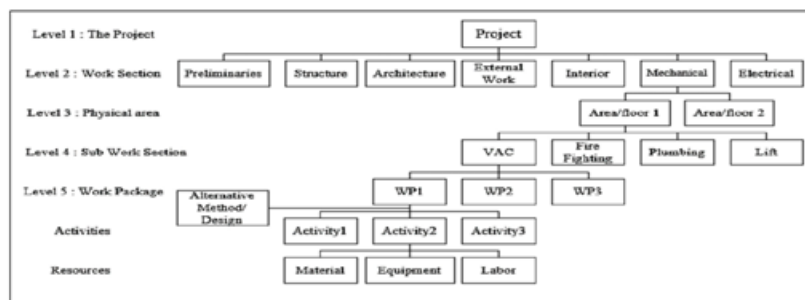 Level 1 : The Project
Project
Level 2 : Work Section
Preliminaries
Structure
Architecture
External
Work
Interior
Mechanical
Electrical
Level 3 : Physical area
Area/floor 1
Area/floor 2
Level 4 : Sub Work Section
VAC
Fire
Fighting
Plumbing
Lift
Level 5 : Work Package
Alternative
Method/
Design
WP1
WP2
WP3
Activities
Activity1
Activity2
Activity3
Resources
Material
Equipment
Labor